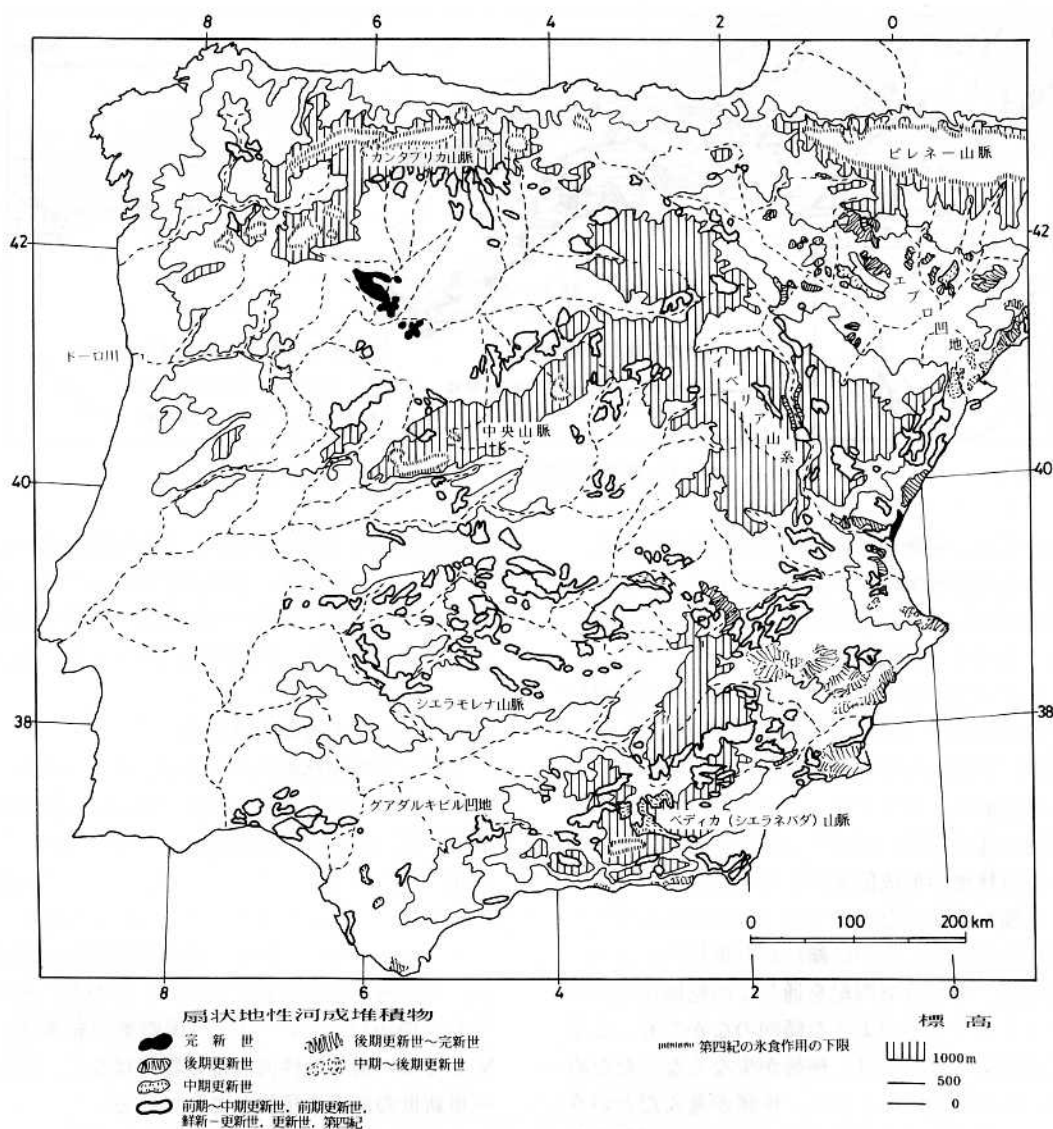 8 6 4 2 0
カンタブリカ山脈
ピレネー山脈
42 42
エブロ凹地
ドーロ川
イベリア山系
中央山脈
40 40
シエラモレナ山脈
38 38
グアダルキビル凹地
ベティカ(シエラネバダ)山脈
0 100 200 km
8 6 4 2 0
扇状地性河成堆積物
完新世
後期更新世~完新世
後期更新世
中期~後期更新世
中期更新世
前期~中期更新世,前期更新世,
鮮新-更新世,更新世,第四紀
第四紀の氷食作用の下限
標高
1000m
500
0